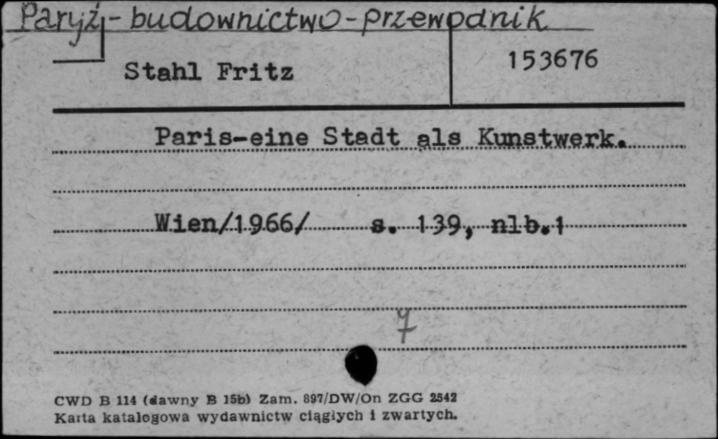 Paryż - budownictwo - przewodnik
Stahl Fritz
153676
Paris-eine Stadt als Kunstwerk.
Wien/1966/ s. 139, nlb.1
7
CWD B 114 (dawny B 15b) Zam. 897/DW/On ZGG 2542
Karta katalogowa wydawnictw ciągłych i zwartych.